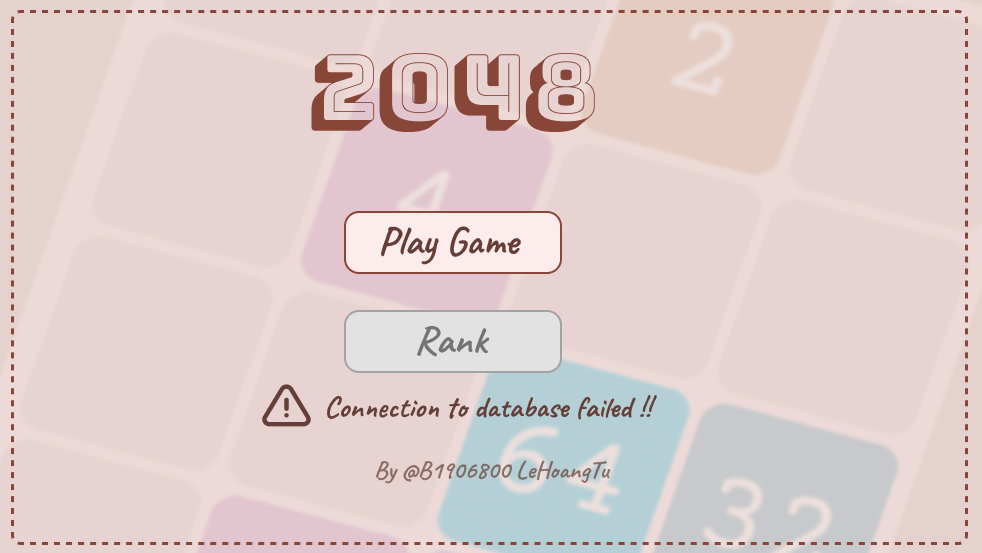 2048
2
4
Play Game
Rank
Connection to database failed !!
64
By @B1906800 LeHoangTu
32